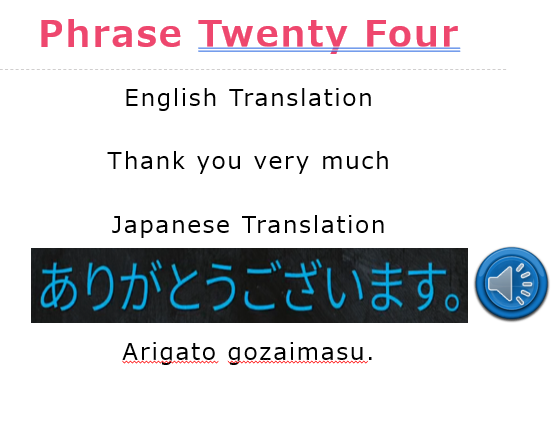 Phrase Twenty Four
English Translation
Thank you very much
Japanese Translation
ありがとうございます。
Arigato gozaimasu.